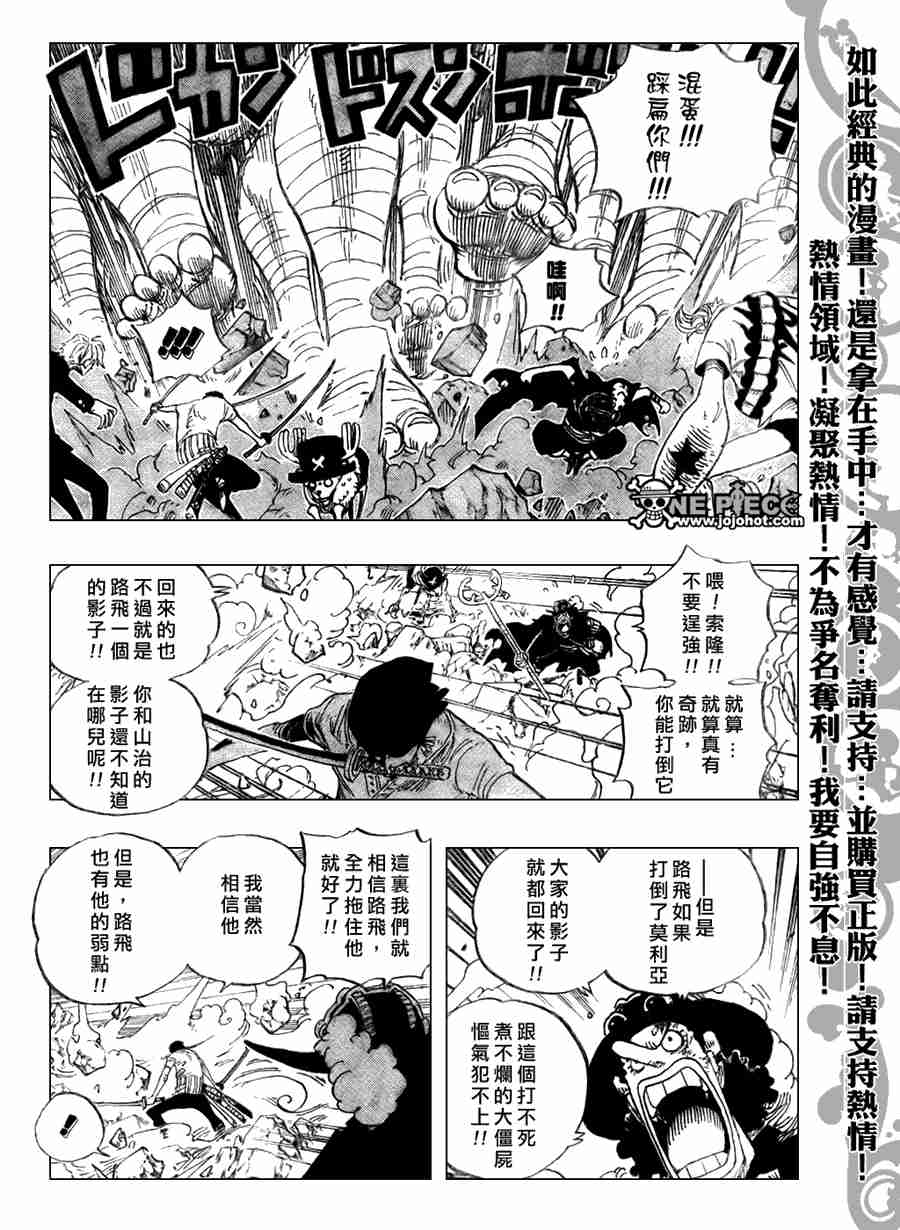 ドドカン
ドスン
ボ
混蛋!!!
踩扁你
們!!!
哇啊!!
!!!
ONE PIECE
www.jojohot.com
喂!索隆!!
不要逞強!!
就算…
就算真有
奇跡，
你能打倒它
回來的也
不過就是
路飛一個
的影子!!
你和山治的
影子還不知道
在哪兒呢!!
——但是
路飛如果
打倒了莫利亞
大家的影子
就都回來了!!
跟這個打不死
煮不爛的大僵屍
慪氣犯不上!!
這裏我們就
相信路飛，
全力拖住他
就好了!!
我當然
相信他
但是，路飛
也有他的
弱點!!
!
如此經典的漫畫!還是拿在手中…才有感覺…請支持…並購買正版!請支持熱情!
熱情領域!凝聚熱情!不為爭名奪利!我要自強不息!